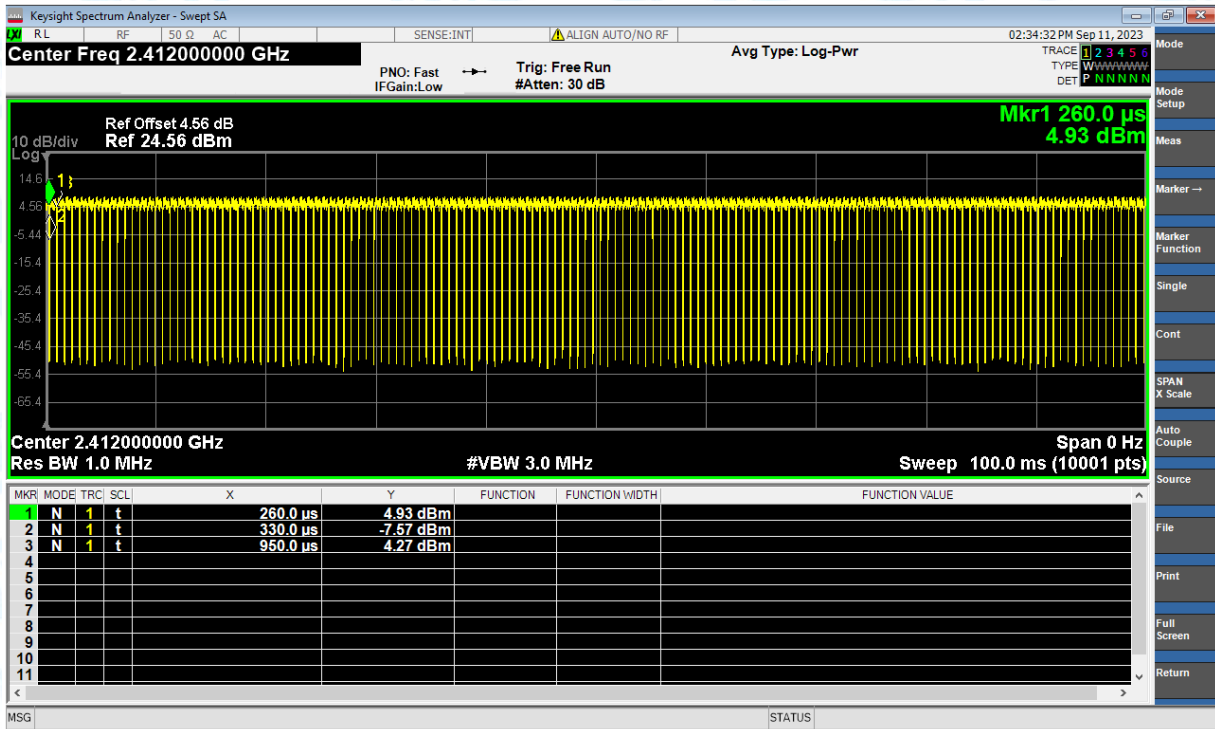 Keysight Spectrum Analyzer - Swept SA
LXI RL RF 50 Ω AC SENSE:INT ALIGN AUTO/NO RF 02:34:32 PM Sep 11, 2023
Center Freq 2.412000000 GHz
Avg Type: Log-Pwr
TRACE 1 2 3 4 5 6
TYPE WWWWWW
DET P N N N N N
PNO: Fast
IFGain:Low
Trig: Free Run
#Atten: 30 dB
Mkr1 260.0 µs
4.93 dBm
Ref Offset 4.56 dB
10 dB/div Ref 24.56 dBm
Log
14.6
4.56
-5.44
-15.4
-25.4
-35.4
-45.4
-55.4
-65.4
1
3
2
Center 2.412000000 GHz Span 0 Hz
Res BW 1.0 MHz #VBW 3.0 MHz Sweep 100.0 ms (10001 pts)
MKR MODE TRC SCL X Y FUNCTION FUNCTION WIDTH FUNCTION VALUE
1 N 1 t 260.0 µs 4.93 dBm
2 N 1 t 330.0 µs -7.57 dBm
3 N 1 t 950.0 µs 4.27 dBm
4
5
6
7
8
9
10
11
MSG STATUS
Mode
Mode
Setup
Meas
Marker→
Marker
Function
Single
Cont
SPAN
X Scale
Auto
Couple
Source
File
Print
Full
Screen
Return